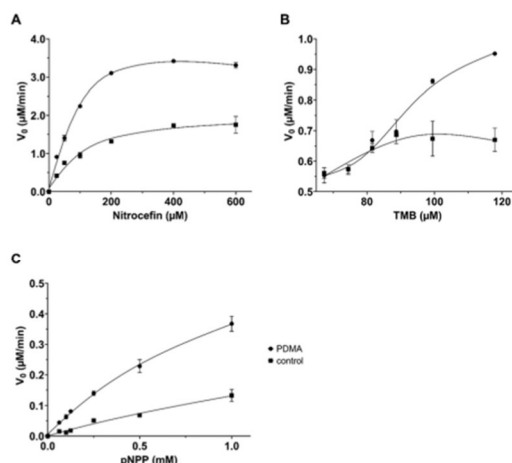 A
4.0
3.0
2.0
1.0
0.0
V₀ (µM/min)
0
200
400
600
Nitrocefin (µM)
B
1.0
0.9
0.8
0.7
0.6
0.5
V₀ (µM/min)
80
100
120
TMB (µM)
C
0.5
0.4
0.3
0.2
0.1
0.0
V₀ (µM/min)
0.0
0.5
1.0
pNPP (mM)
PDMA
control